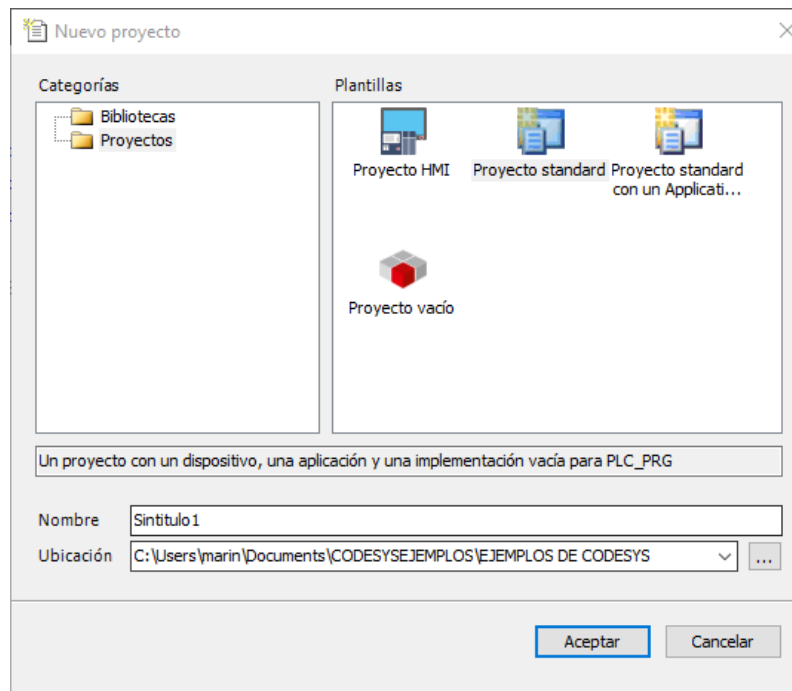 Nuevo proyecto
Categorías
Plantillas
Bibliotecas
Proyectos
Proyecto HMI
Proyecto standard
Proyecto standard
con un Applicati...
Proyecto vacío
Un proyecto con un dispositivo, una aplicación y una implementación vacía para PLC_PRG
Nombre
Sintitulo1
Ubicación
C:\Users\marin\Documents\CODESYSEJEMPLOS\EJEMPLOS DE CODESYS
...
Aceptar
Cancelar